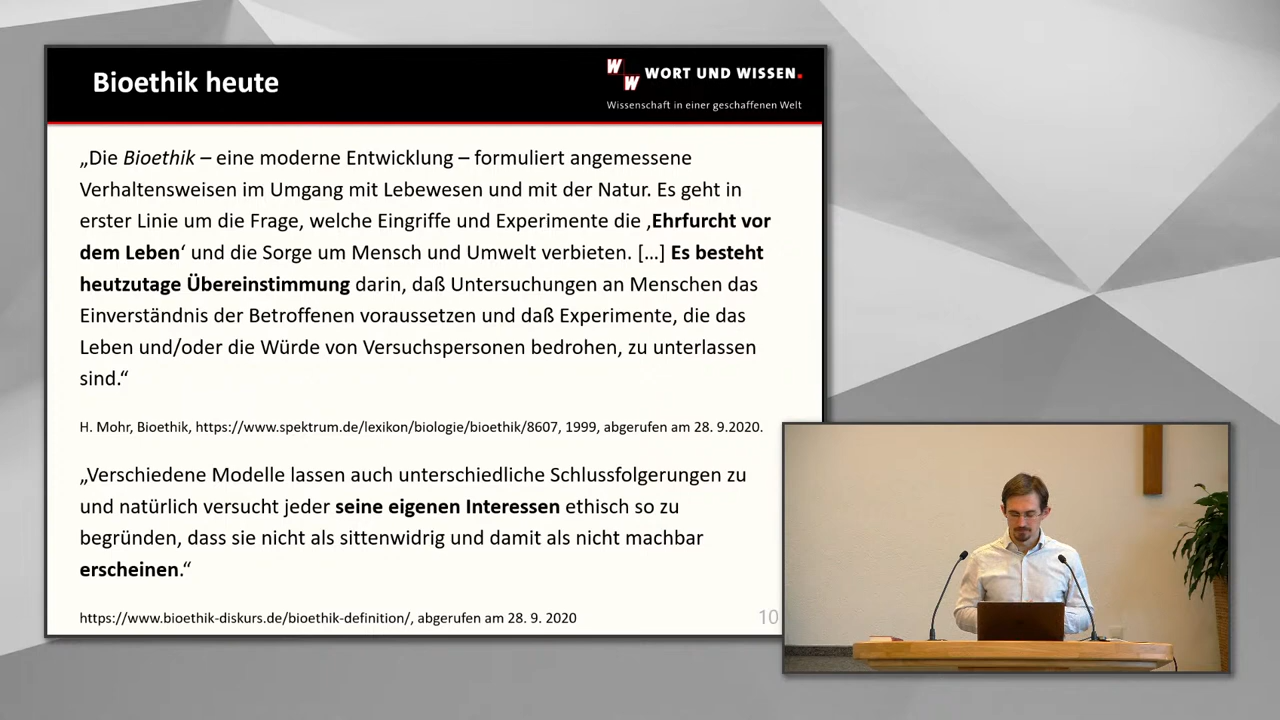 Bioethik heute
W
W
WORT UND WISSEN.
Wissenschaft in einer geschaffenen Welt
„Die Bioethik – eine moderne Entwicklung – formuliert angemessene
Verhaltensweisen im Umgang mit Lebewesen und mit der Natur. Es geht in
erster Linie um die Frage, welche Eingriffe und Experimente die ‚Ehrfurcht vor
dem Leben‘ und die Sorge um Mensch und Umwelt verbieten. […] Es besteht
heutzutage Übereinstimmung darin, daß Untersuchungen an Menschen das
Einverständnis der Betroffenen voraussetzen und daß Experimente, die das
Leben und/oder die Würde von Versuchspersonen bedrohen, zu unterlassen
sind.“
H. Mohr, Bioethik, https://www.spektrum.de/lexikon/biologie/bioethik/8607, 1999, abgerufen am 28. 9.2020.
„Verschiedene Modelle lassen auch unterschiedliche Schlussfolgerungen zu
und natürlich versucht jeder seine eigenen Interessen ethisch so zu
begründen, dass sie nicht als sittenwidrig und damit als nicht machbar
erscheinen.“
https://www.bioethik-diskurs.de/bioethik-definition/, abgerufen am 28. 9. 2020
10